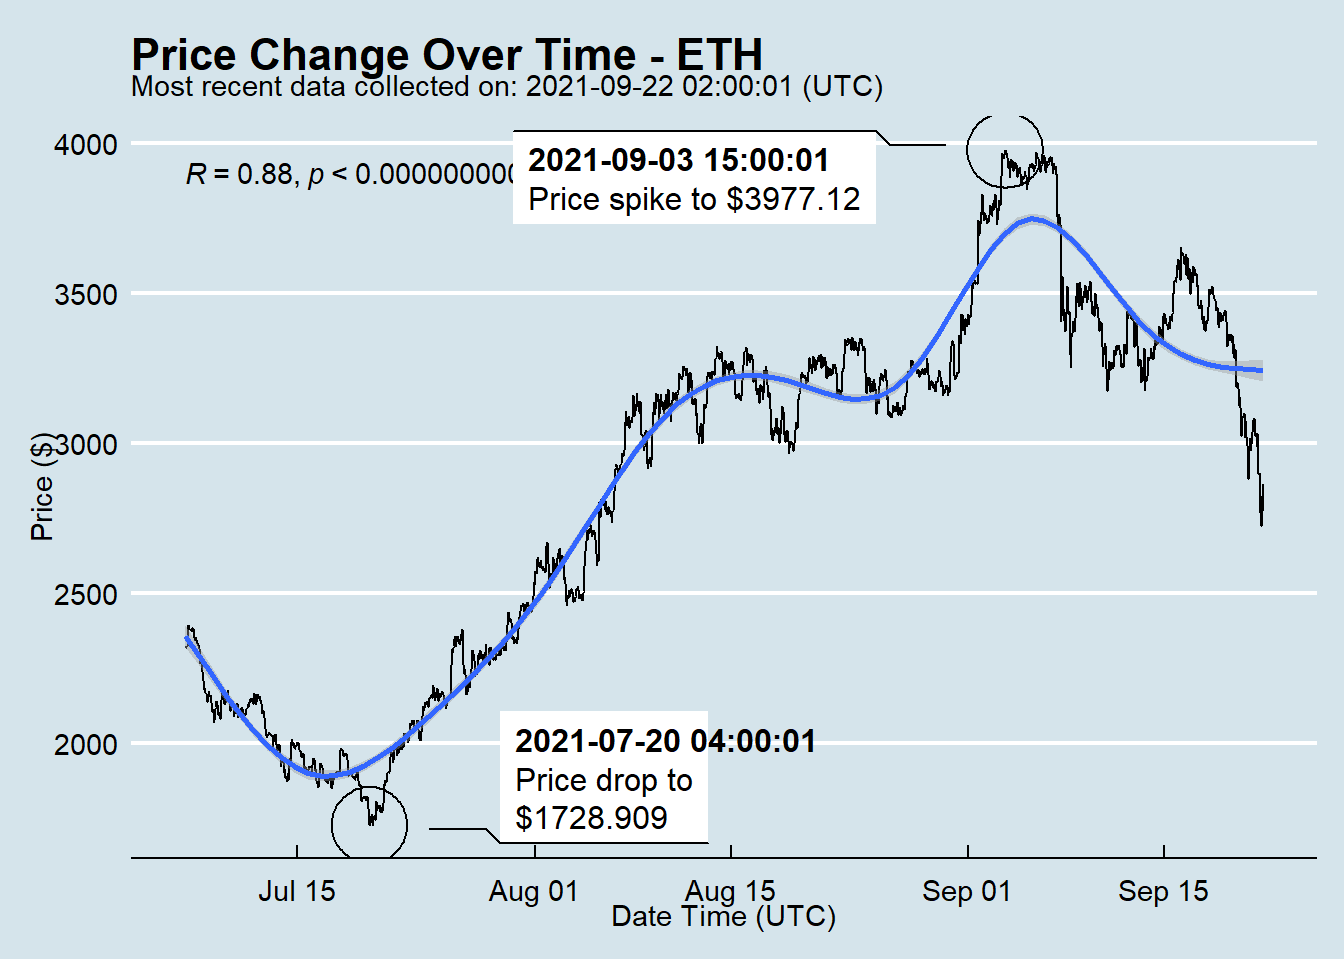 Price Change Over Time - ETH
Most recent data collected on: 2021-09-22 02:00:01 (UTC)
R = 0.88, p < 0.000000000
2021-09-03 15:00:01
Price spike to $3977.12
4000
3500
3000
2500
2000
Price ($)
2021-07-20 04:00:01
Price drop to
$1728.909
Jul 15
Aug 01
Aug 15
Sep 01
Sep 15
Date Time (UTC)